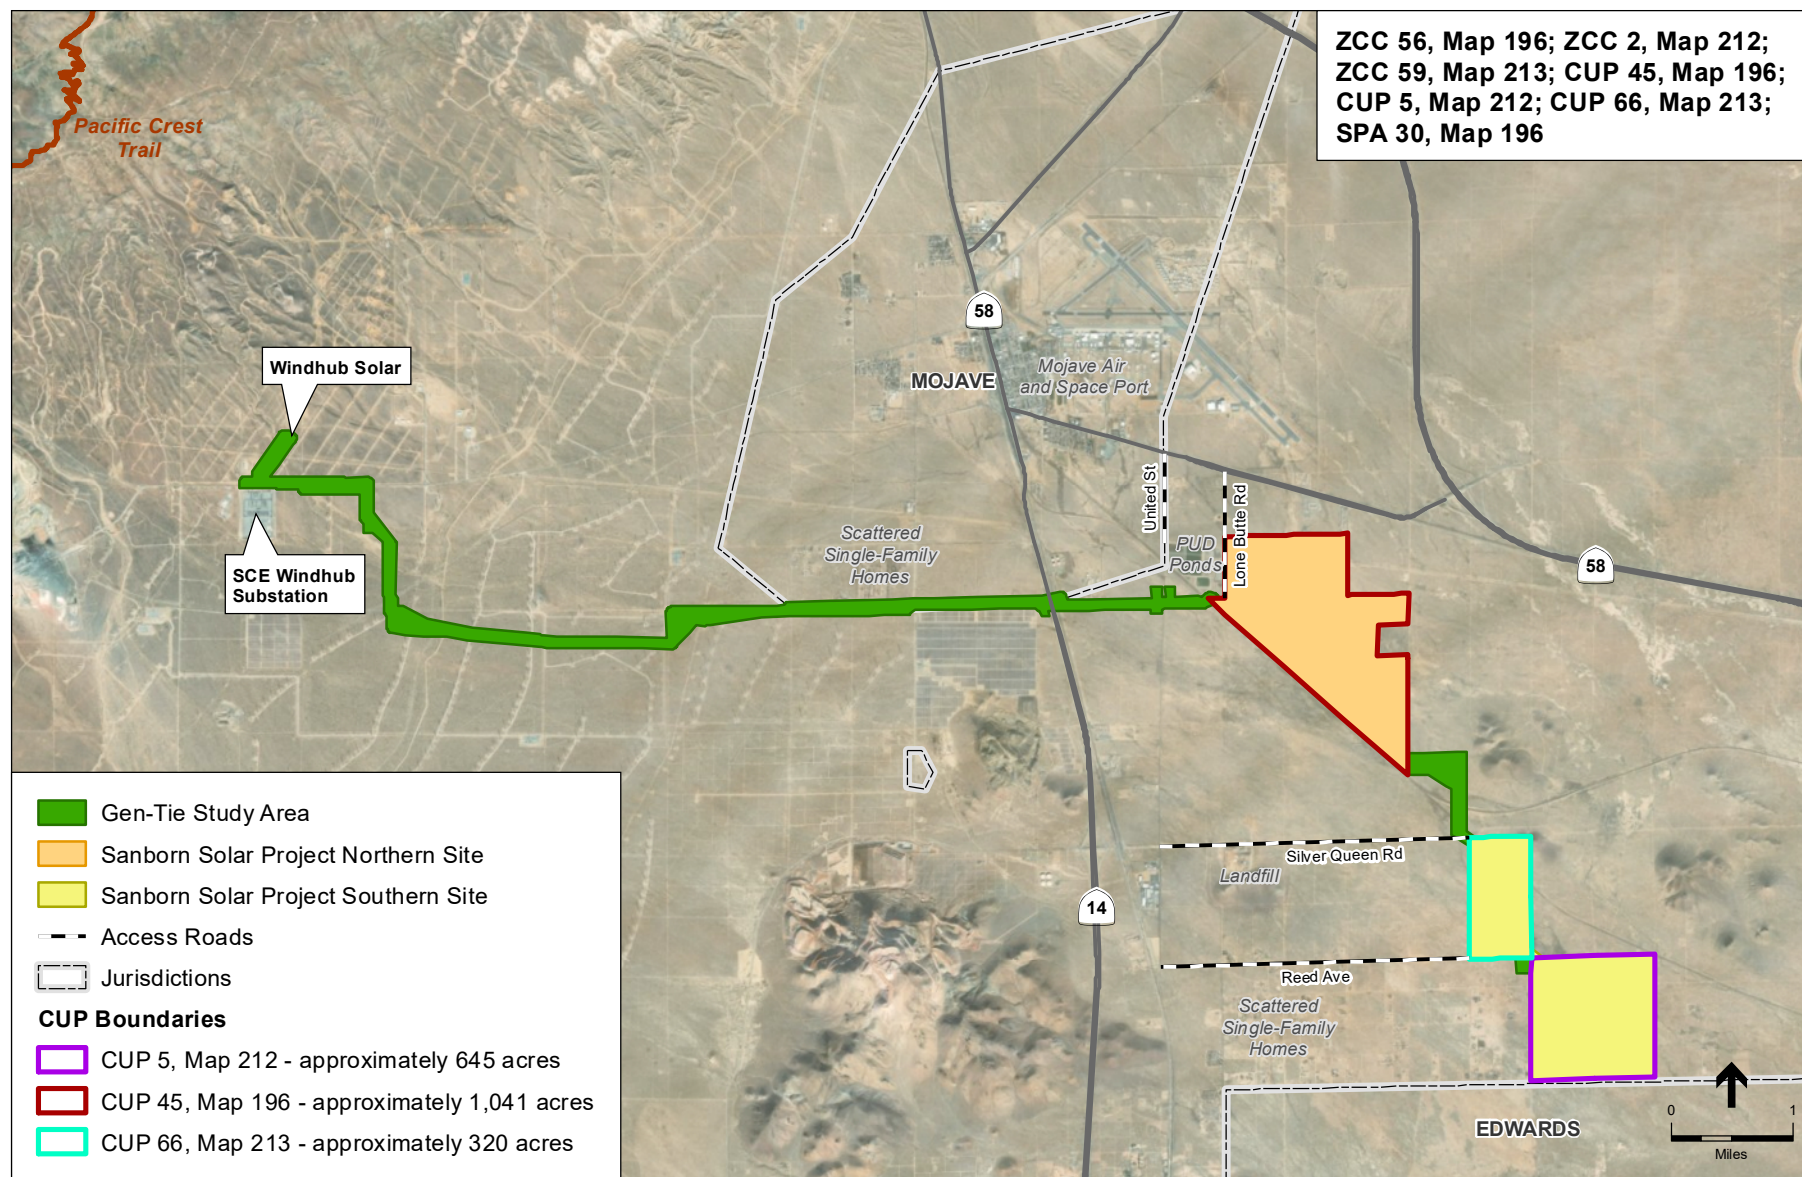 ZCC 56, Map 196; ZCC 2, Map 212;
ZCC 59, Map 213; CUP 45, Map 196;
CUP 5, Map 212; CUP 66, Map 213;
SPA 30, Map 196
Pacific Crest
Trail
58
Windhub Solar
MOJAVE
Mojave Air
and Space Port
United St
Lone Butte Rd
Scattered
Single-Family
Homes
PUD
Ponds
58
SCE Windhub
Substation
Silver Queen Rd
Landfill
14
Reed Ave
Scattered
Single-Family
Homes
EDWARDS
0 1
Miles
Gen-Tie Study Area
Sanborn Solar Project Northern Site
Sanborn Solar Project Southern Site
Access Roads
Jurisdictions
CUP Boundaries
CUP 5, Map 212 - approximately 645 acres
CUP 45, Map 196 - approximately 1,041 acres
CUP 66, Map 213 - approximately 320 acres